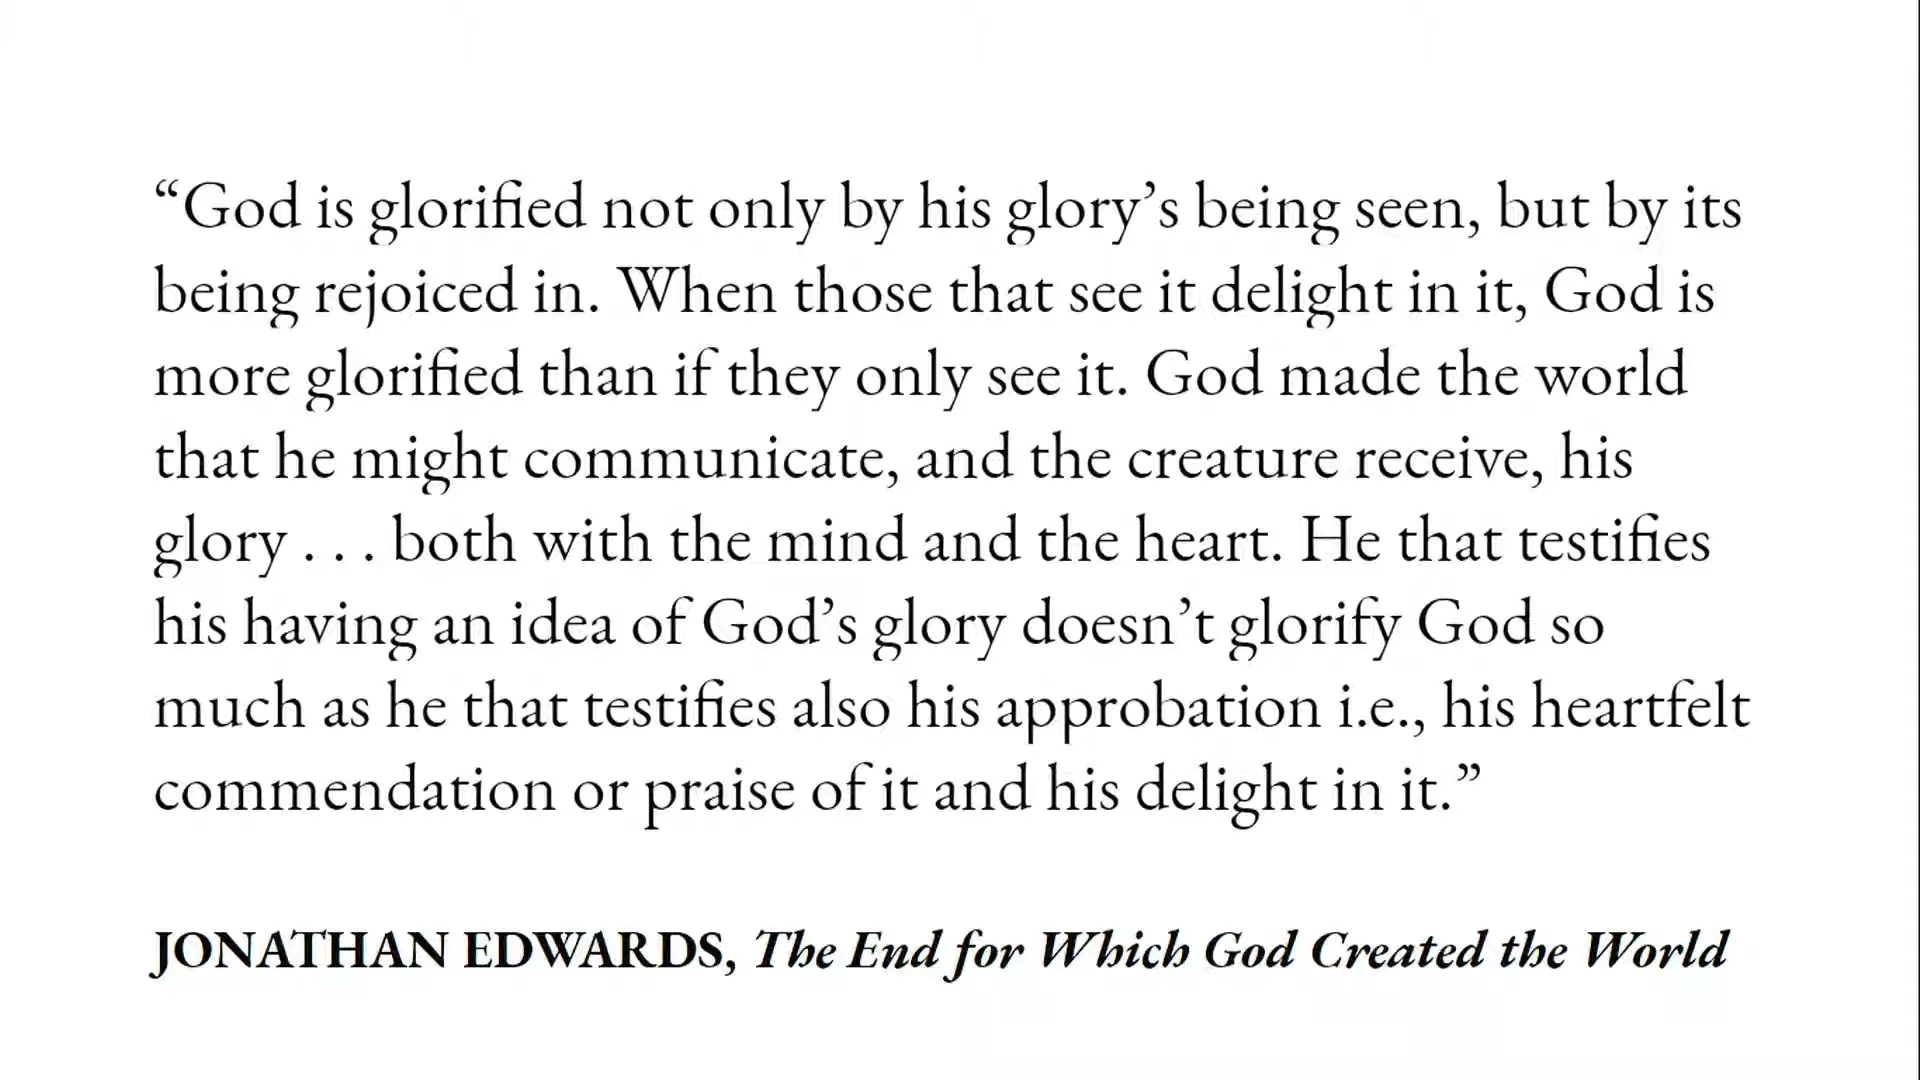 “God is glorified not only by his glory’s being seen, but by its
being rejoiced in. When those that see it delight in it, God is
more glorified than if they only see it. God made the world
that he might communicate, and the creature receive, his
glory . . . both with the mind and the heart. He that testifies
his having an idea of God’s glory doesn’t glorify God so
much as he that testifies also his approbation i.e., his heartfelt
commendation or praise of it and his delight in it.”
JONATHAN EDWARDS, The End for Which God Created the World